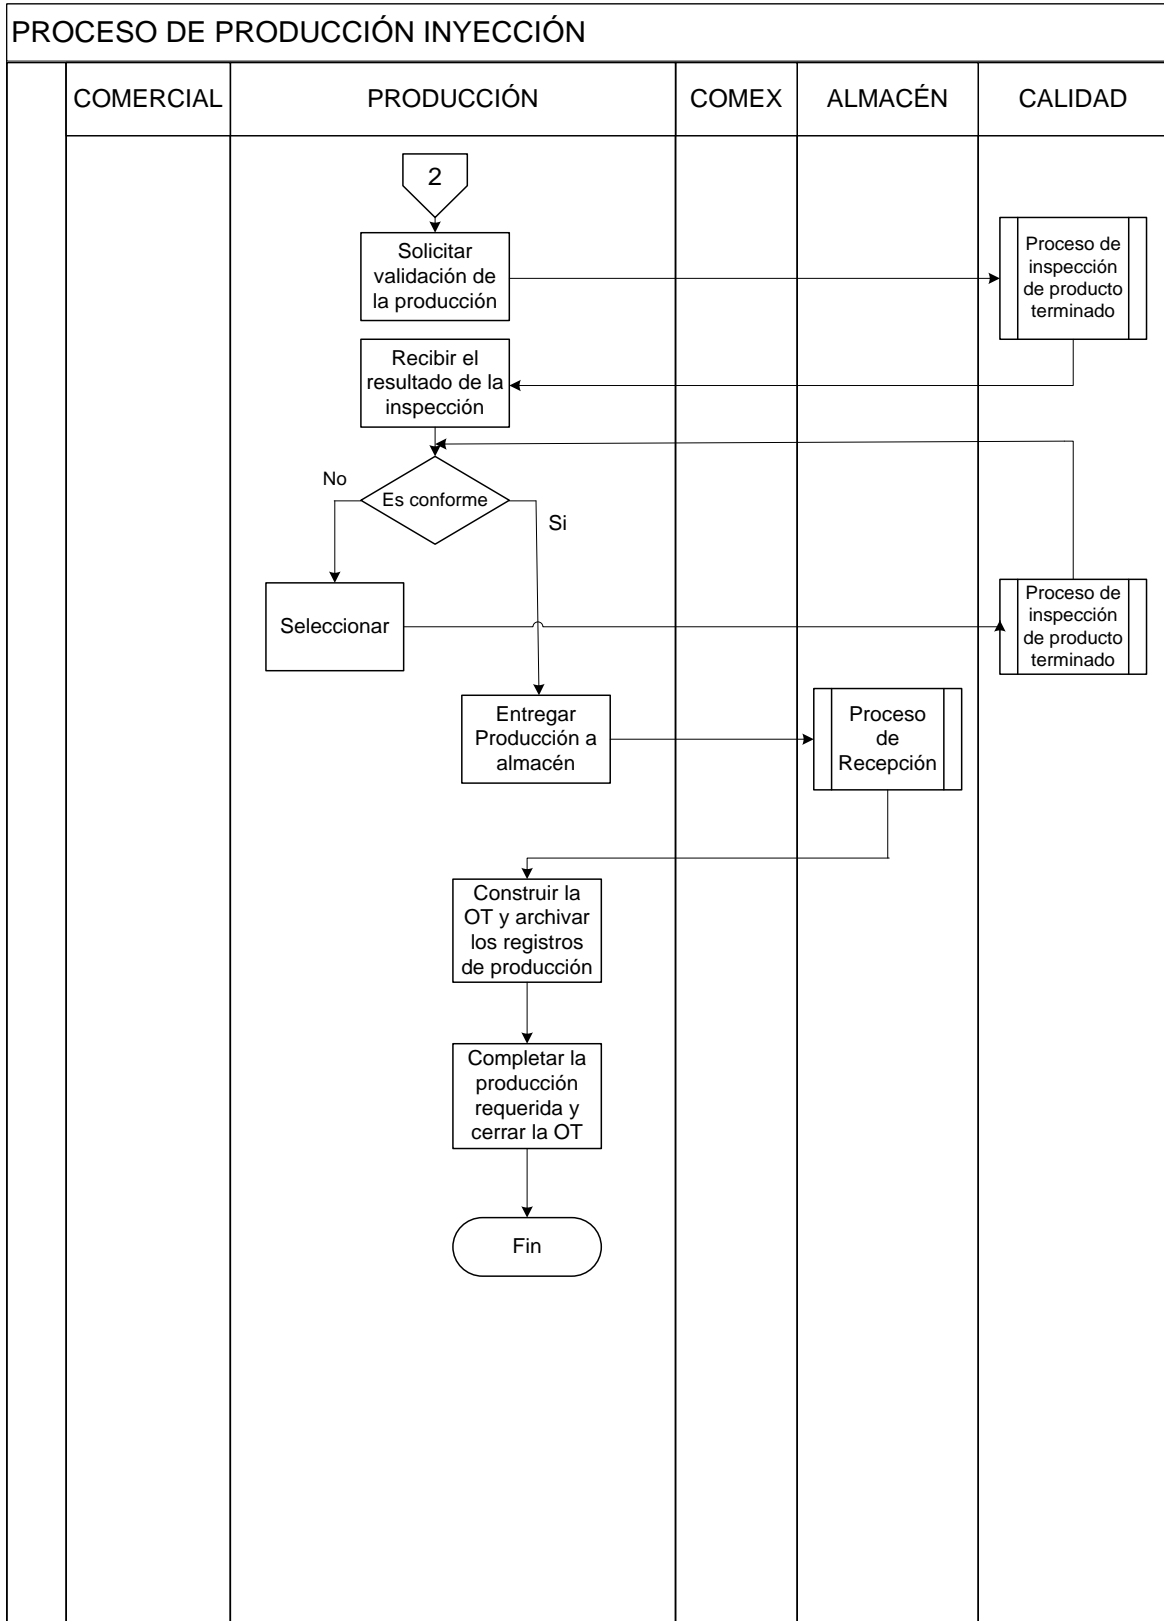 PROCESO DE PRODUCCIÓN INYECCIÓN
COMERCIAL
PRODUCCIÓN
COMEX
ALMACÉN
CALIDAD
2
Solicitar
validación de
la producción
Proceso de
inspección
de producto
terminado
Recibir el
resultado de la
inspección
Es conforme
No
Si
Seleccionar
Proceso de
inspección
de producto
terminado
Entregar
Producción a
almacén
Proceso
de
Recepción
Construir la
OT y archivar
los registros
de producción
Completar la
producción
requerida y
cerrar la OT
Fin